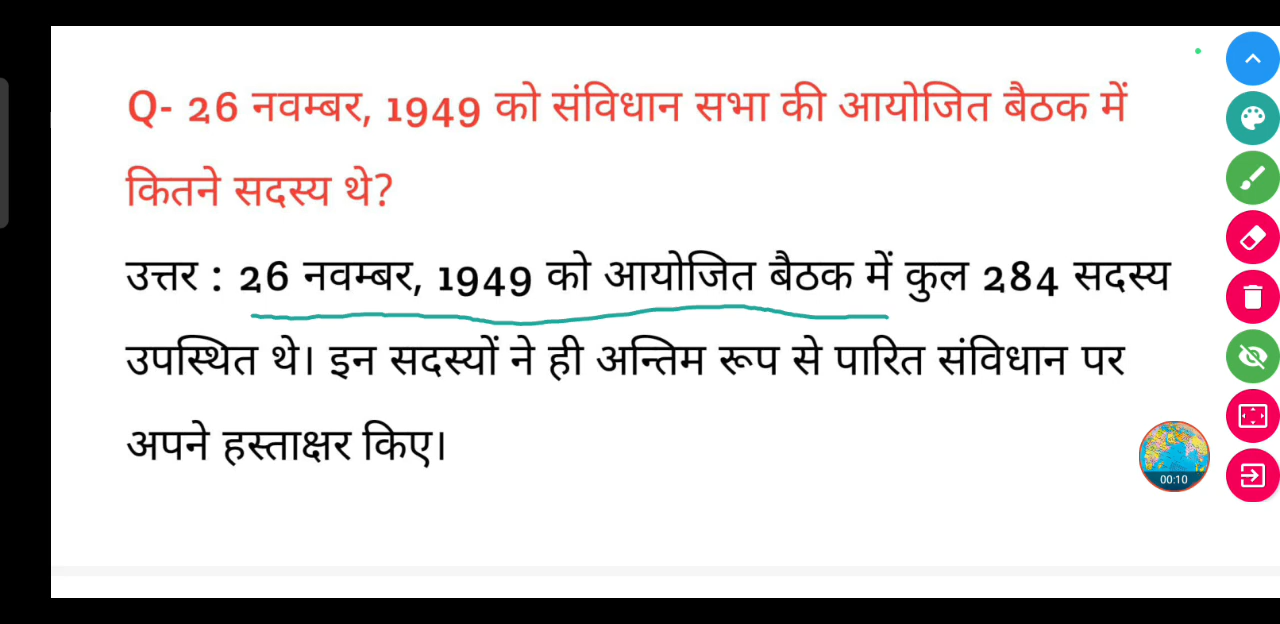 Q- 26 नवम्बर, 1949 को संविधान सभा की आयोजित बैठक में
कितने सदस्य थे?
उत्तर : 26 नवम्बर, 1949 को आयोजित बैठक में कुल 284 सदस्य
उपस्थित थे। इन सदस्यों ने ही अन्तिम रूप से पारित संविधान पर
अपने हस्ताक्षर किए।
00:10